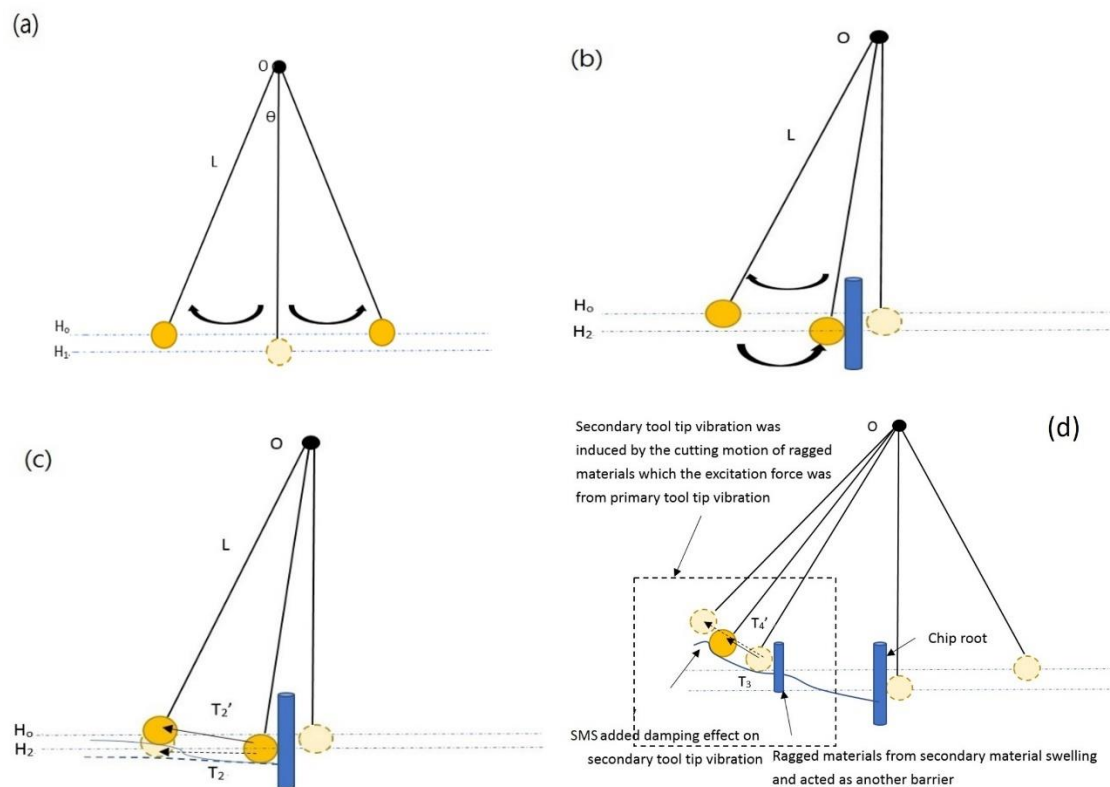 (a)
O
θ
L
H₀
H₁
(b)
O
L
H₀
H₂
(c)
O
L
T₂'
H₀
H₂
T₂
(d)
Secondary tool tip vibration was
induced by the cutting motion of ragged
materials which the excitation force was
from primary tool tip vibration
O
T₄'
Chip root
T₃
SMS added damping effect on
secondary tool tip vibration
Ragged materials from secondary material swelling
and acted as another barrier